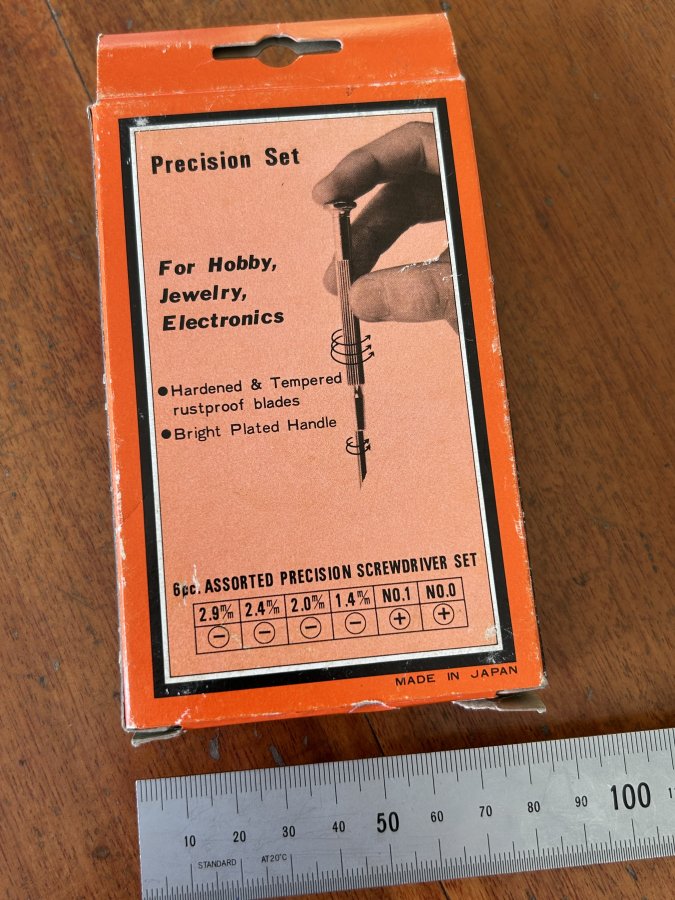 Precision Set
For Hobby,
Jewelry,
Electronics
●Hardened & Tempered
rustproof blades
●Bright Plated Handle
6pc. ASSORTED PRECISION SCREWDRIVER SET
2.9m/m 2.4m/m 2.0m/m 1.4m/m NO.1 NO.0
⊖ ⊖ ⊖ ⊖ ⊕ ⊕
MADE IN JAPAN
10 20 30 40 50 60 70 80 90 100
STANDARD AT20°C